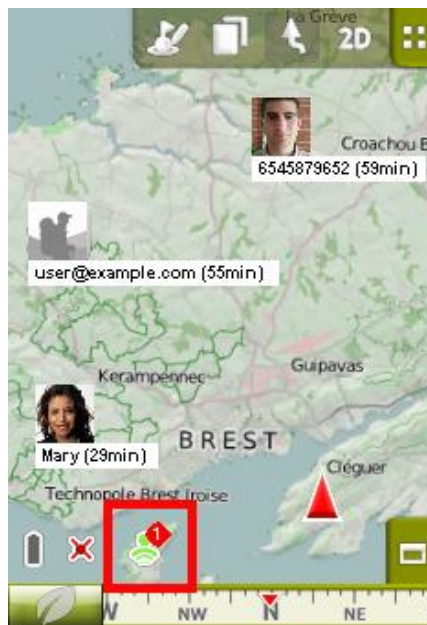 La Grève
2D
Croachou B
6545879652 (59min)
user@example.com (55min)
Guipavas
Kerampennec
Mary (29min)
BREST
Cléguer
Technopole Brest Iroise
1
W
NW
N
NE